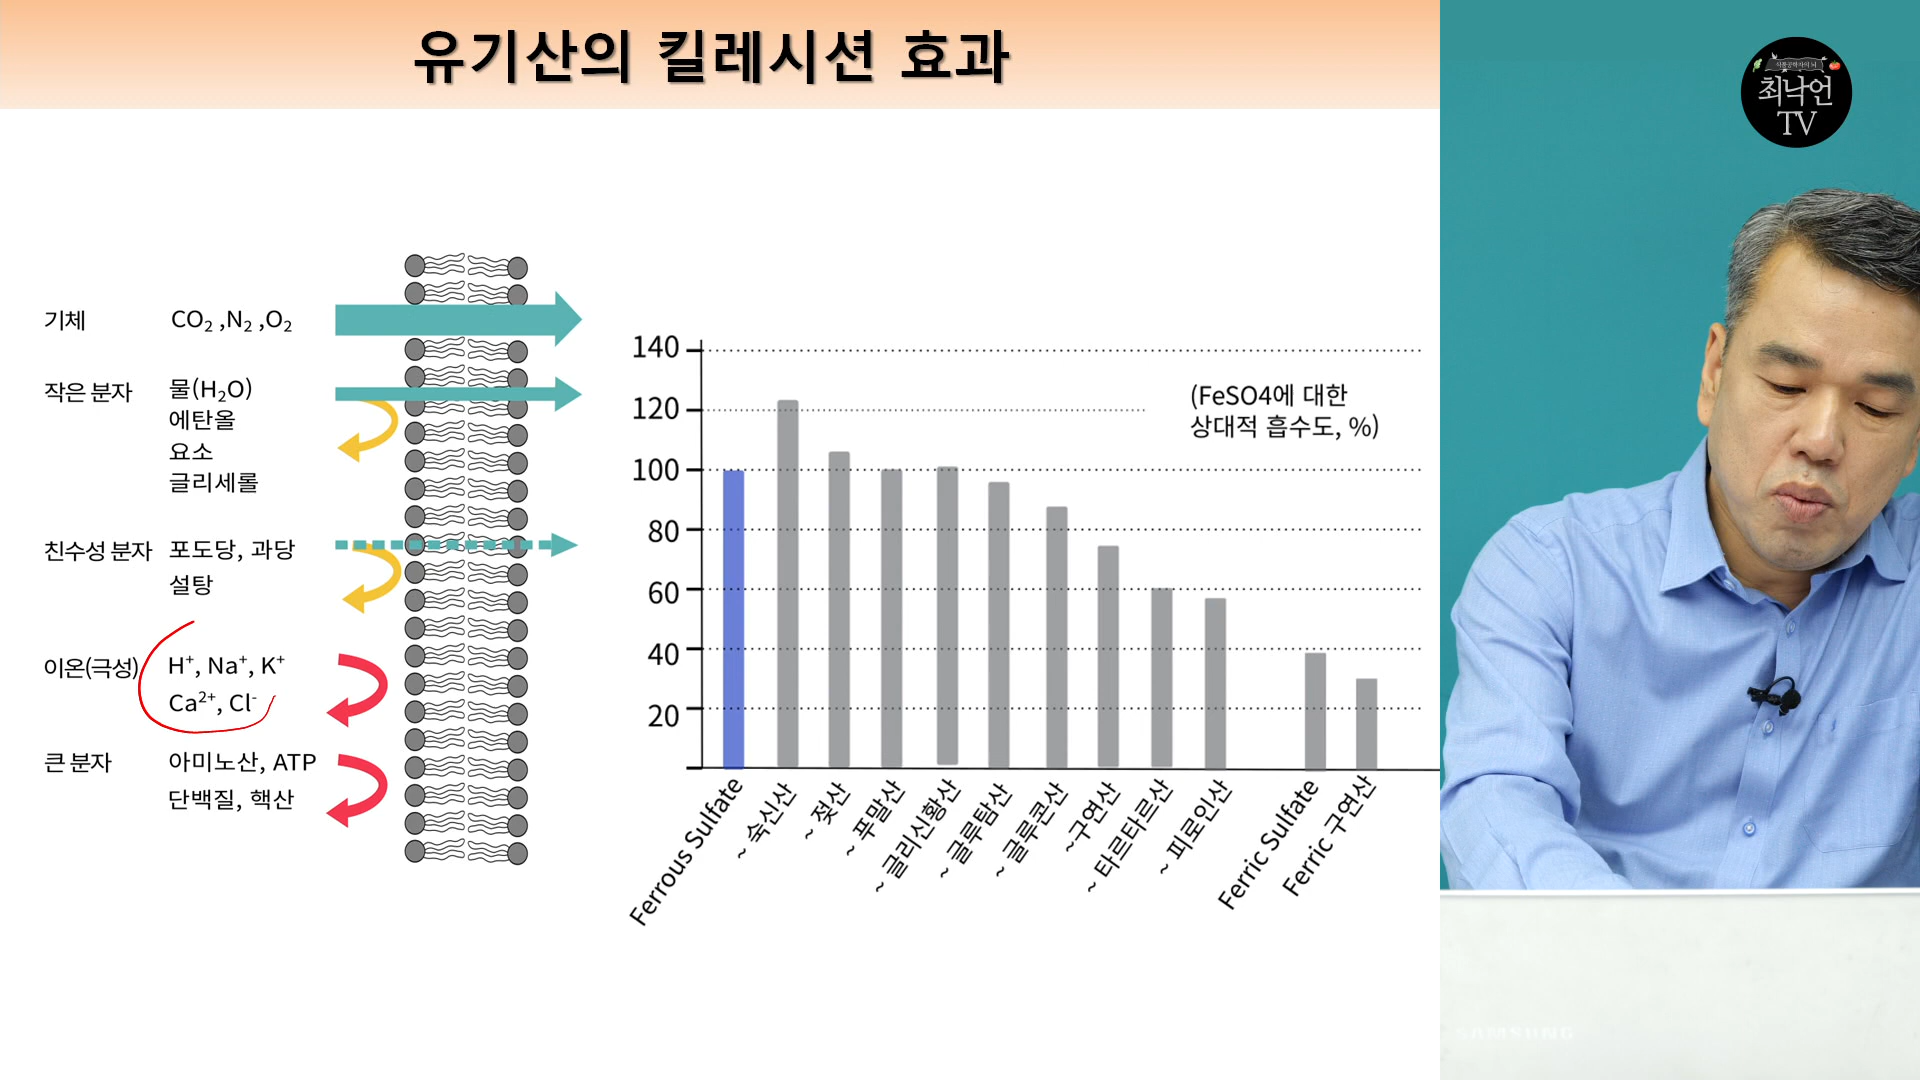 유기산의 킬레시션 효과
최낙언
TV
기체 CO₂ ,N₂ ,O₂
작은 분자 물(H₂O)
에탄올
요소
글리세롤
친수성 분자 포도당, 과당
설탕
이온(극성) H⁺, Na⁺, K⁺
Ca²⁺, Cl⁻
큰 분자 아미노산, ATP
단백질, 핵산
140
120
100
80
60
40
20
(FeSO4에 대한
상대적 흡수도, %)
Ferrous Sulfate
~ 숙신산
~ 젖산
~ 푸말산
~ 글리신황산
~ 글루탐산
~ 글루콘산
~구연산
~ 타르타르산
~ 피로인산
Ferric Sulfate
Ferric 구연산
SAMSUNG